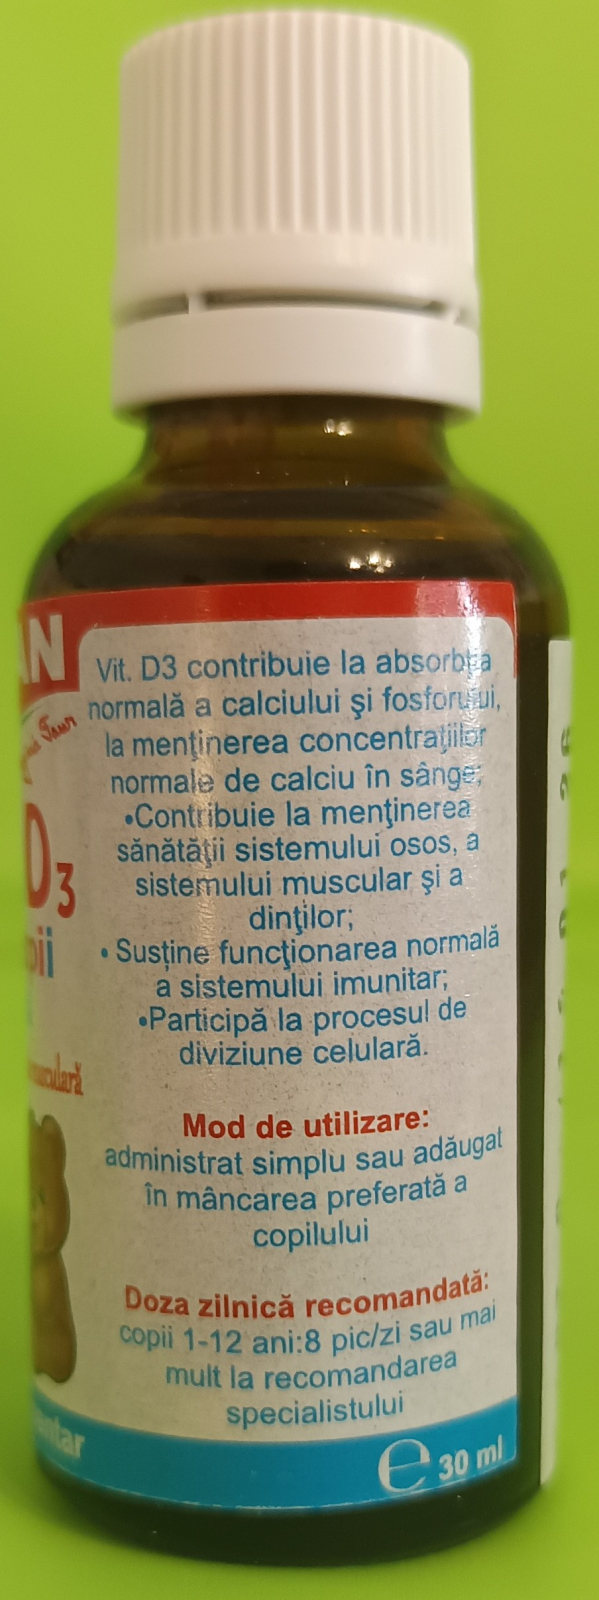 AN
D3
Vit. D3 contribuie la absorbţia
normală a calciului şi fosforului,
la menţinerea concentraţiilor
normale de calciu în sânge;
•Contribuie la menţinerea
sănătăţii sistemului osos, a
sistemului muscular şi a
dinţilor;
• Susține funcţionarea normală
a sistemului imunitar;
•Participă la procesul de
diviziune celulară.
Mod de utilizare:
administrat simplu sau adăugat
în mâncarea preferată a
copilului
Doza zilnică recomandată:
copii 1-12 ani:8 pic/zi sau mai
mult la recomandarea
specialistului
℮ 30 ml